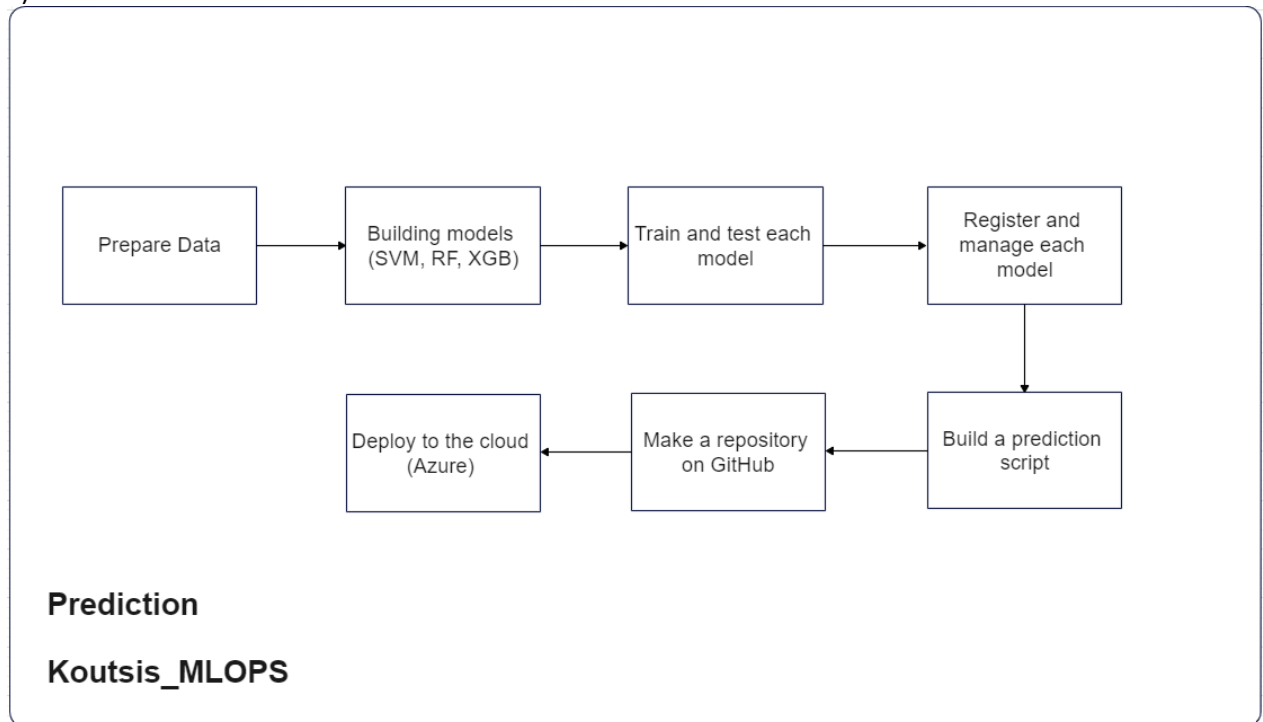 Prepare Data
Building models
(SVM, RF, XGB)
Train and test each
model
Register and
manage each
model
Build a prediction
script
Make a repository
on GitHub
Deploy to the cloud
(Azure)
Prediction
Koutsis_MLOPS